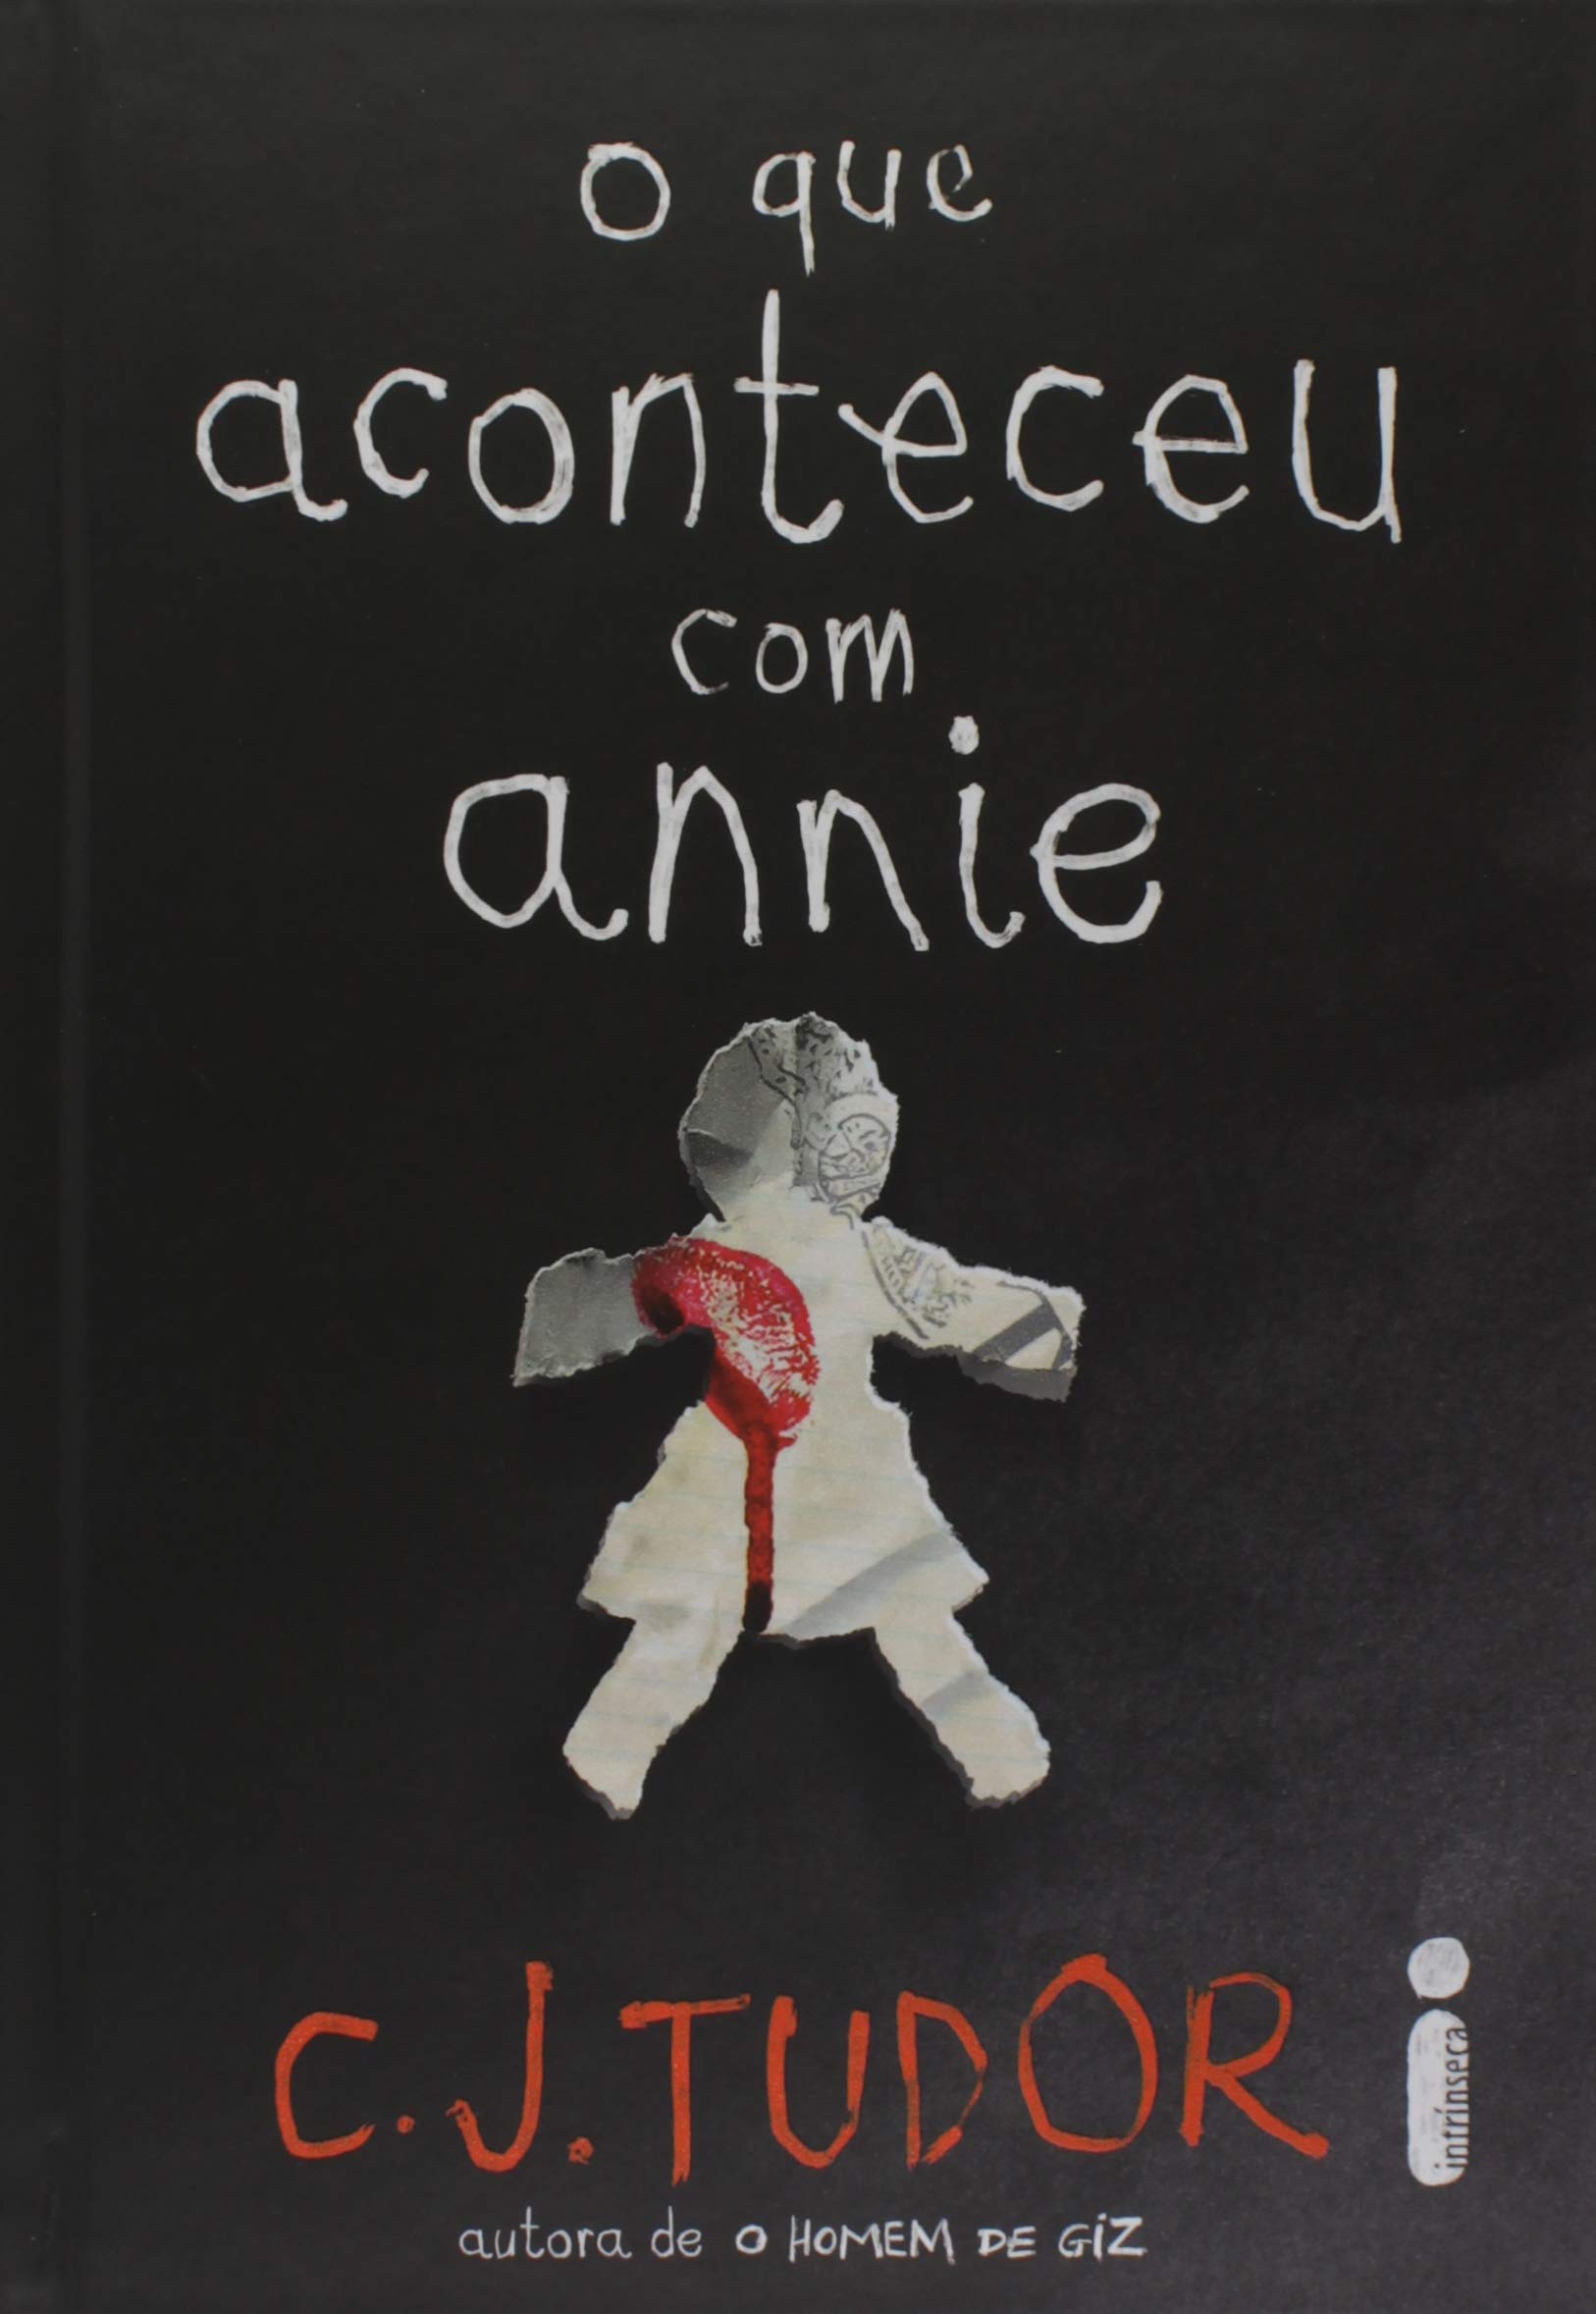 o que
aconteceu
com
annie
C.J. TUDOR
intrínseca
autora de O HOMEM DE GiZ